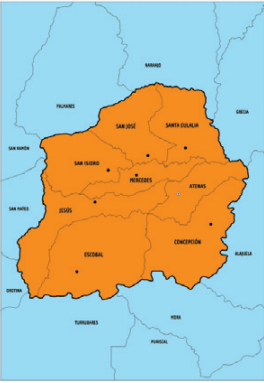 NARANJO
PALMARES
GRECIA
SAN JOSÉ
SANTA EULALIA
SAN RAMÓN
SAN ISIDRO
MERCEDES
ATENAS
SAN MATEO
JESÚS
CONCEPCIÓN
ESCOBAL
ALAJUELA
OROTINA
TURRUBARES
MORA
PURISCAL